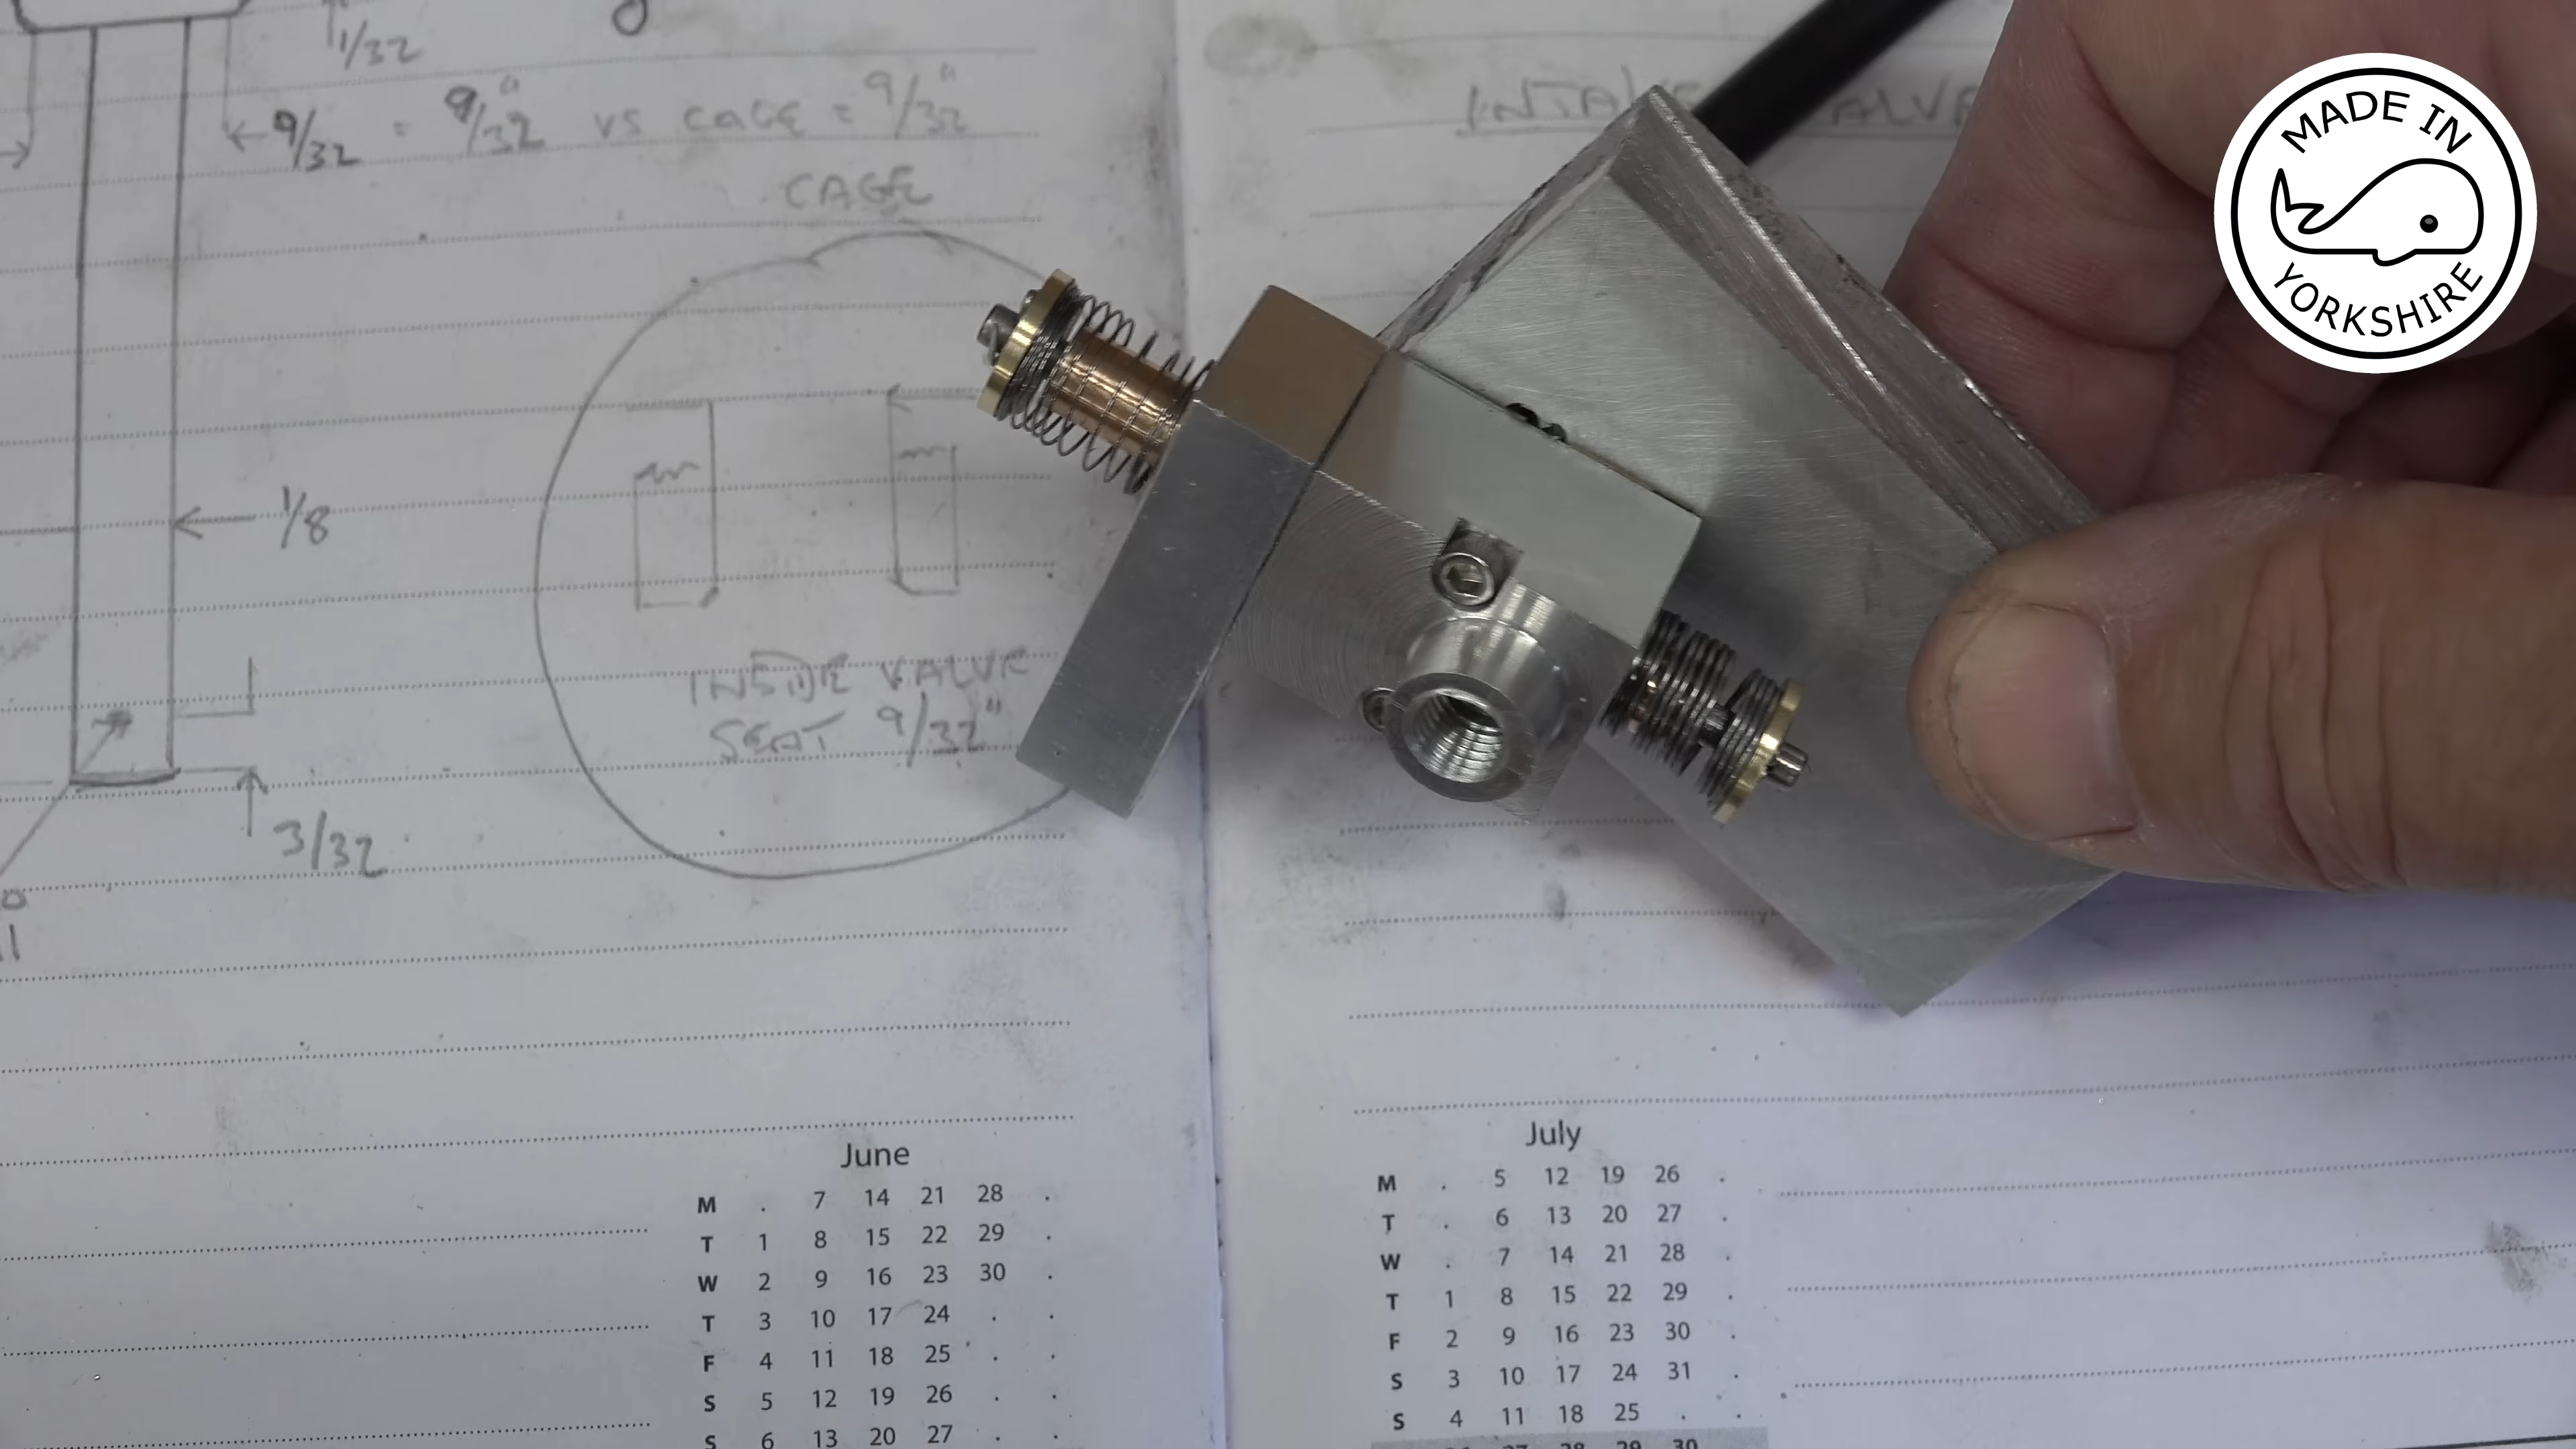 1/32
9/32 = 9/32" vs CAGE = 9/32"
CAGE
1/8
INSIDE VALVE
SEAT 9/32"
3/32
INTAKE VALVE
MADE IN
YORKSHIRE
June
M . 7 14 21 28 .
T 1 8 15 22 29 .
W 2 9 16 23 30 .
T 3 10 17 24 . .
F 4 11 18 25 . .
S 5 12 19 26 . .
S 6 13 20 27 . .
July
M . 5 12 19 26 .
T . 6 13 20 27 .
W . 7 14 21 28 .
T 1 8 15 22 29 .
F 2 9 16 23 30 .
S 3 10 17 24 31 .
S 4 11 18 25 . .